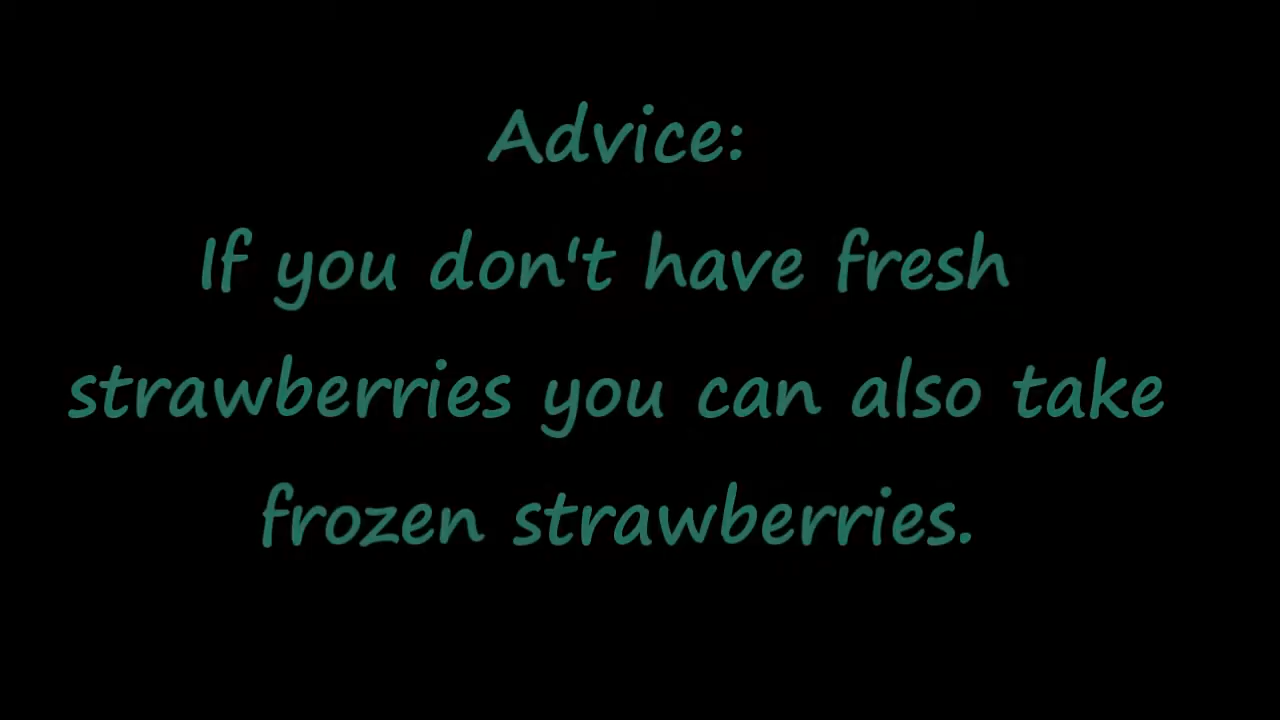 Advice:
If you don't have fresh
strawberries you can also take
frozen strawberries.